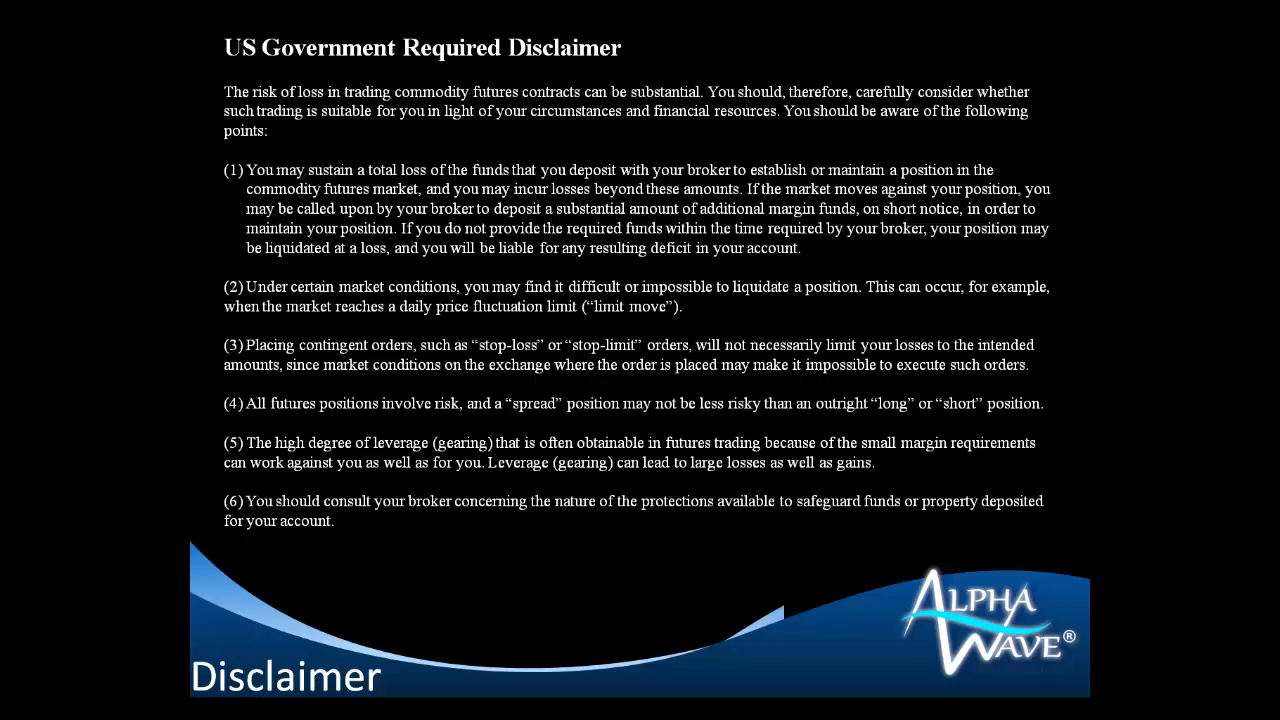 US Government Required Disclaimer
The risk of loss in trading commodity futures contracts can be substantial. You should, therefore, carefully consider whether
such trading is suitable for you in light of your circumstances and financial resources. You should be aware of the following
points:
(1) You may sustain a total loss of the funds that you deposit with your broker to establish or maintain a position in the
commodity futures market, and you may incur losses beyond these amounts. If the market moves against your position, you
may be called upon by your broker to deposit a substantial amount of additional margin funds, on short notice, in order to
maintain your position. If you do not provide the required funds within the time required by your broker, your position may
be liquidated at a loss, and you will be liable for any resulting deficit in your account.
(2) Under certain market conditions, you may find it difficult or impossible to liquidate a position. This can occur, for example,
when the market reaches a daily price fluctuation limit (“limit move”).
(3) Placing contingent orders, such as “stop-loss” or “stop-limit” orders, will not necessarily limit your losses to the intended
amounts, since market conditions on the exchange where the order is placed may make it impossible to execute such orders.
(4) All futures positions involve risk, and a “spread” position may not be less risky than an outright “long” or “short” position.
(5) The high degree of leverage (gearing) that is often obtainable in futures trading because of the small margin requirements
can work against you as well as for you. Leverage (gearing) can lead to large losses as well as gains.
(6) You should consult your broker concerning the nature of the protections available to safeguard funds or property deposited
for your account.
ALPHA
WAVE®
Disclaimer